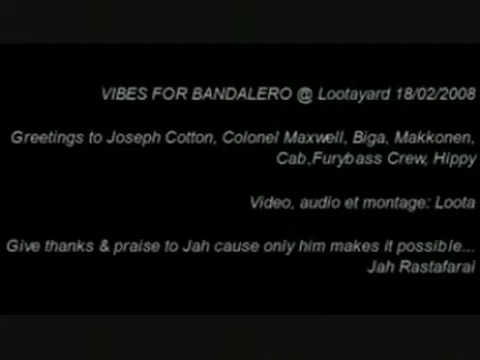 VIBES FOR BANDALERO @ Lootayard 18/02/2008
Greetings to Joseph Cotton, Colonel Maxwell, Biga, Makkonen,
Cab,Furybass Crew, Hippy
Video, audio et montage: Loota
Give thanks & praise to Jah cause only him makes it possible...
Jah Rastafarai